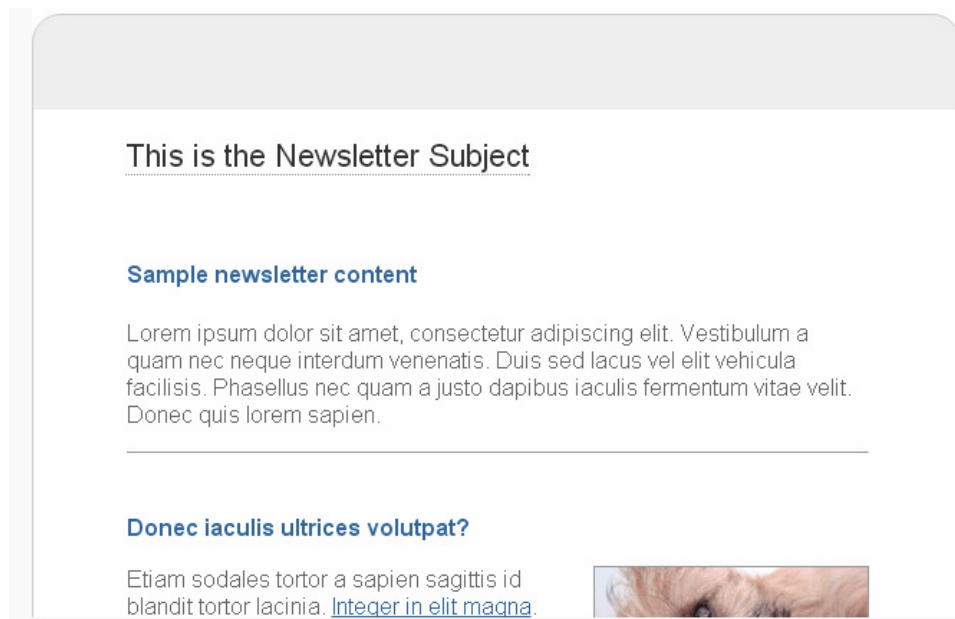 This is the Newsletter Subject
Sample newsletter content
Lorem ipsum dolor sit amet, consectetur adipiscing elit. Vestibulum a
quam nec neque interdum venenatis. Duis sed lacus vel elit vehicula
facilisis. Phasellus nec quam a justo dapibus iaculis fermentum vitae velit.
Donec quis lorem sapien.
Donec iaculis ultrices volutpat?
Etiam sodales tortor a sapien sagittis id
blandit tortor lacinia. Integer in elit magna.